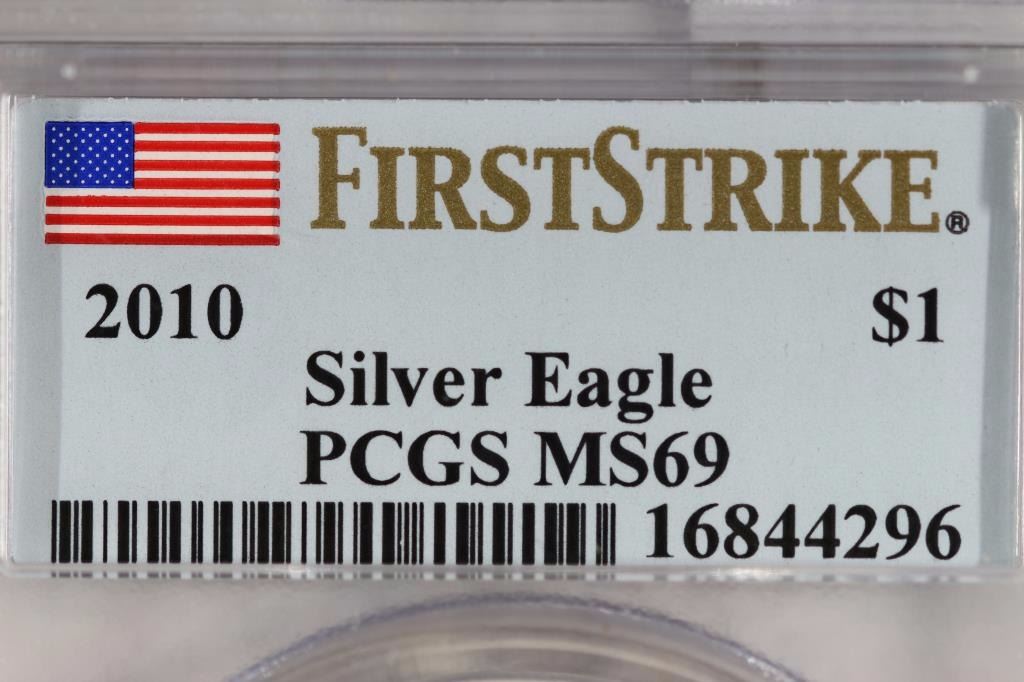 FIRSTSTRIKE®
2010 $1
Silver Eagle
PCGS MS69
16844296